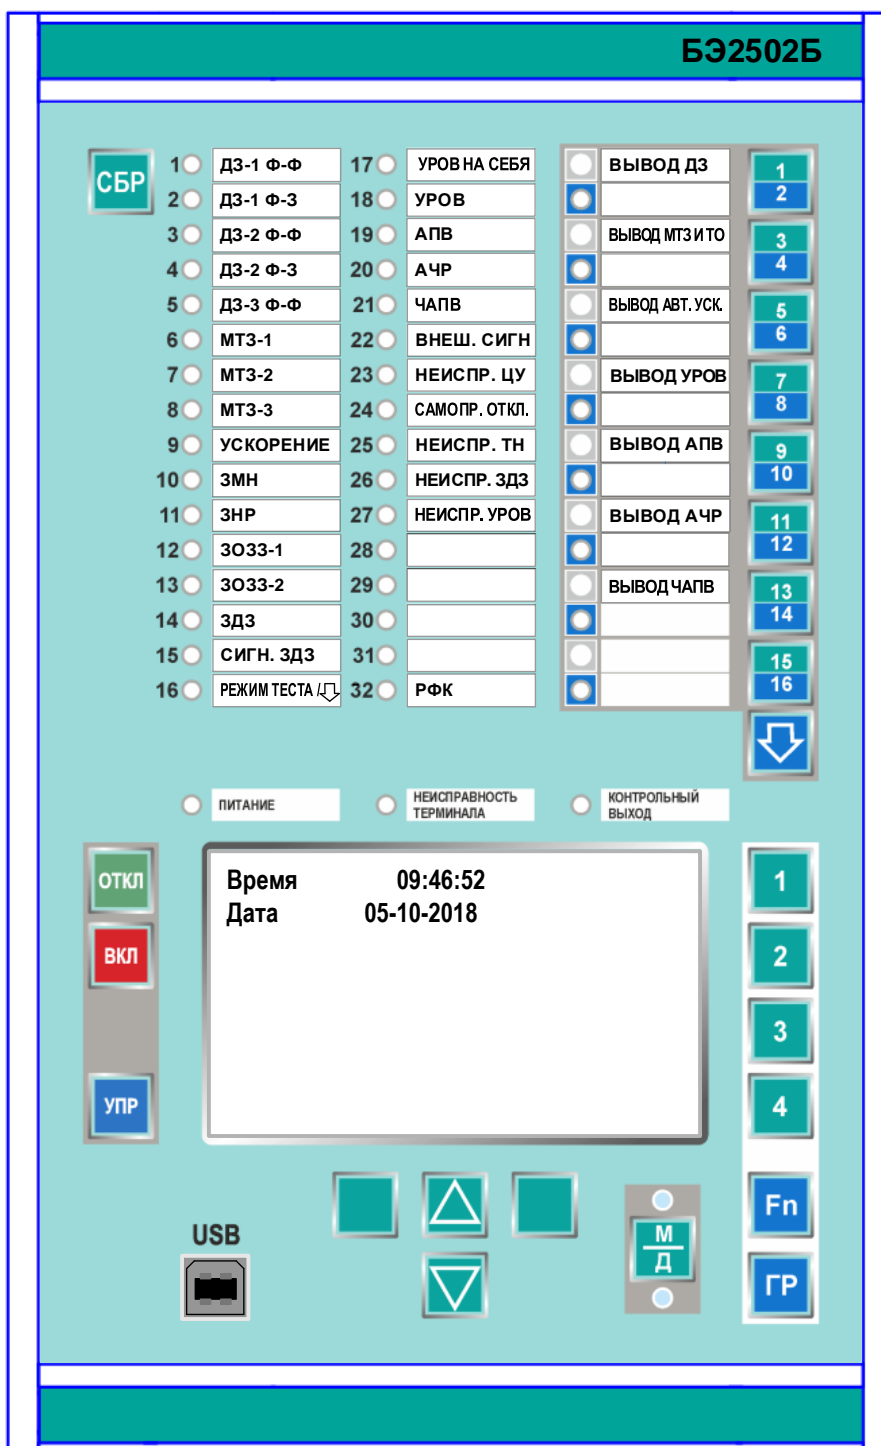 БЭ2502Б
СБР
1 ДЗ-1 Ф-Ф
2 ДЗ-1 Ф-З
3 ДЗ-2 Ф-Ф
4 ДЗ-2 Ф-З
5 ДЗ-3 Ф-Ф
6 МТЗ-1
7 МТЗ-2
8 МТЗ-3
9 УСКОРЕНИЕ
10 ЗМН
11 ЗНР
12 ЗОЗЗ-1
13 ЗОЗЗ-2
14 ЗДЗ
15 СИГН. ЗДЗ
16 РЕЖИМ ТЕСТА /
17 УРОВ НА СЕБЯ
18 УРОВ
19 АПВ
20 АЧР
21 ЧАПВ
22 ВНЕШ. СИГН
23 НЕИСПР. ЦУ
24 САМОПР. ОТКЛ.
25 НЕИСПР. ТН
26 НЕИСПР. ЗДЗ
27 НЕИСПР. УРОВ
28
29
30
31
32 РФК
ВЫВОД ДЗ
ВЫВОД МТЗ И ТО
ВЫВОД АВТ. УСК.
ВЫВОД УРОВ
ВЫВОД АПВ
ВЫВОД АЧР
ВЫВОД ЧАПВ
1
2
3
4
5
6
7
8
9
10
11
12
13
14
15
16
ПИТАНИЕ
НЕИСПРАВНОСТЬ
ТЕРМИНАЛА
КОНТРОЛЬНЫЙ
ВЫХОД
ОТКЛ
ВКЛ
УПР
Время 09:46:52
Дата 05-10-2018
1
2
3
4
Fn
ГР
USB
М
Д